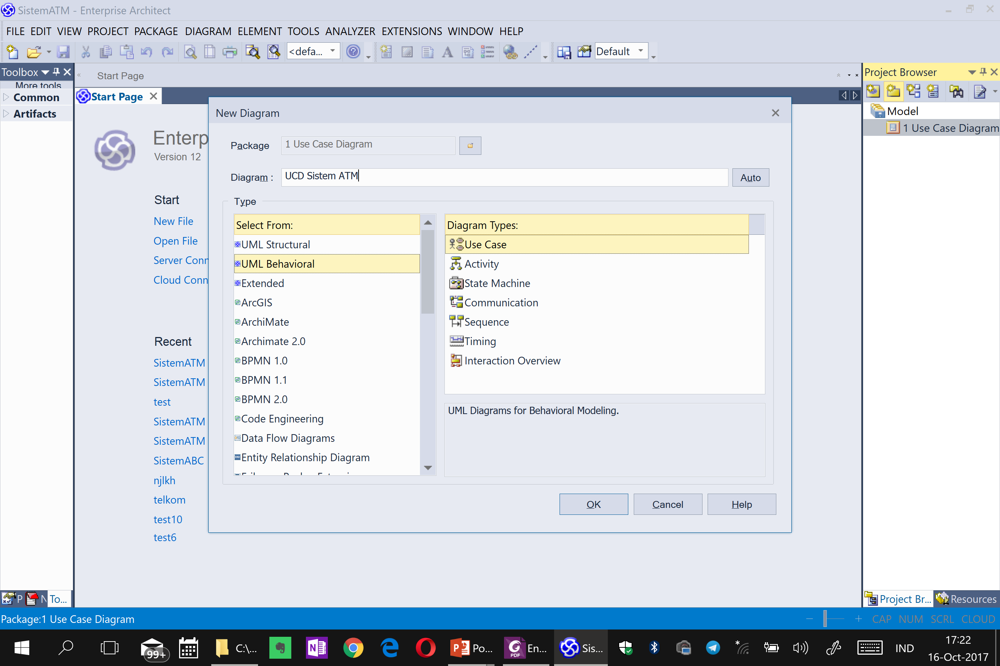 SistemATM - Enterprise Architect
FILE EDIT VIEW PROJECT PACKAGE DIAGRAM ELEMENT TOOLS ANALYZER EXTENSIONS WINDOW HELP
<defa... Default
Toolbox
More tools
Common
Artifacts
Start Page
Start Page
Enterp
Version 12
Start
New File
Open File
Server Conn
Cloud Conn
Recent
SistemATM
SistemATM
test
SistemATM
SistemATM
SistemABC
njlkh
telkom
test10
test6
New Diagram
Package 1 Use Case Diagram
Diagram : UCD Sistem ATM Auto
Type
Select From:
UML Structural
UML Behavioral
Extended
ArcGIS
ArchiMate
Archimate 2.0
BPMN 1.0
BPMN 1.1
BPMN 2.0
Code Engineering
Data Flow Diagrams
Entity Relationship Diagram
Diagram Types:
Use Case
Activity
State Machine
Communication
Sequence
Timing
Interaction Overview
UML Diagrams for Behavioral Modeling.
OK Cancel Help
Project Browser
Model
1 Use Case Diagram
P N To...
Project Br... Resources
Package:1 Use Case Diagram
CAP NUM SCRL CLOUD
99+ C:\... Po... En... Sis... IND
17:22
16-Oct-2017